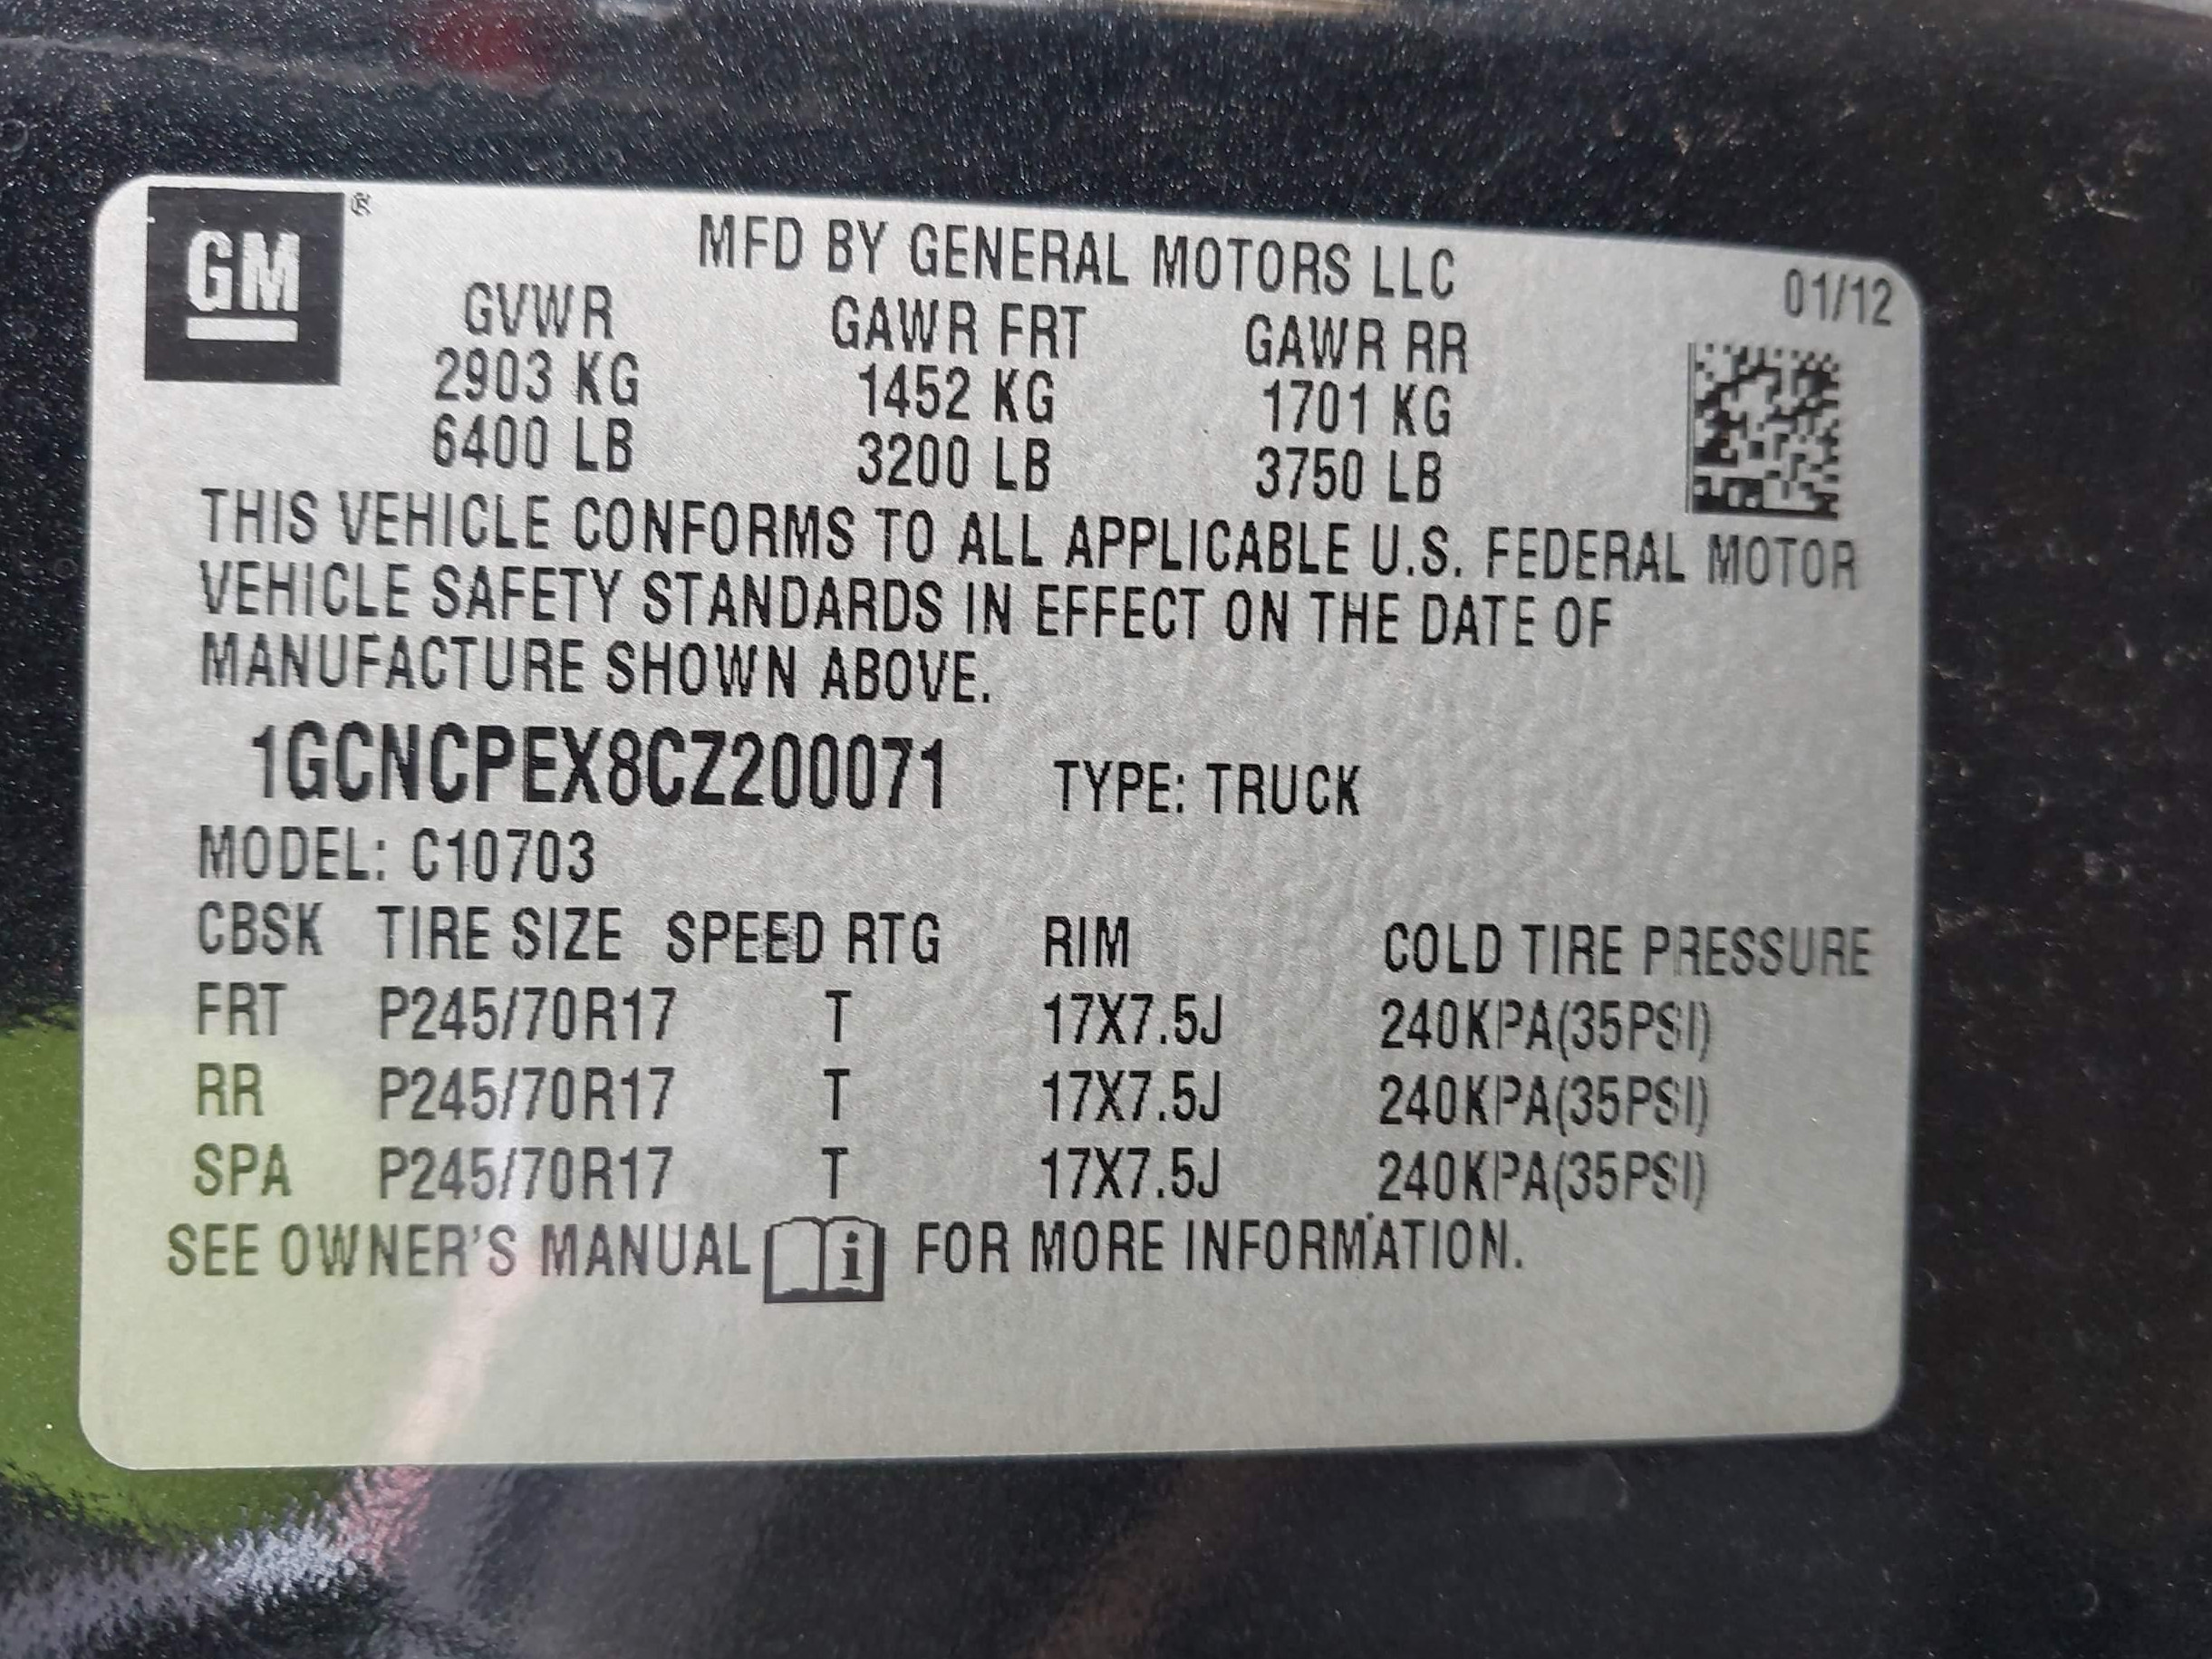 GM ®
MFD BY GENERAL MOTORS LLC
01/12
GVWR GAWR FRT GAWR RR
2903 KG 1452 KG 1701 KG
6400 LB 3200 LB 3750 LB
THIS VEHICLE CONFORMS TO ALL APPLICABLE U.S. FEDERAL MOTOR
VEHICLE SAFETY STANDARDS IN EFFECT ON THE DATE OF
MANUFACTURE SHOWN ABOVE.
1GCNCPEX8CZ200071 TYPE: TRUCK
MODEL: C10703
CBSK TIRE SIZE SPEED RTG RIM COLD TIRE PRESSURE
FRT P245/70R17 T 17X7.5J 240KPA(35PSI)
RR P245/70R17 T 17X7.5J 240KPA(35PSI)
SPA P245/70R17 T 17X7.5J 240KPA(35PSI)
SEE OWNER'S MANUAL i FOR MORE INFORMATION.